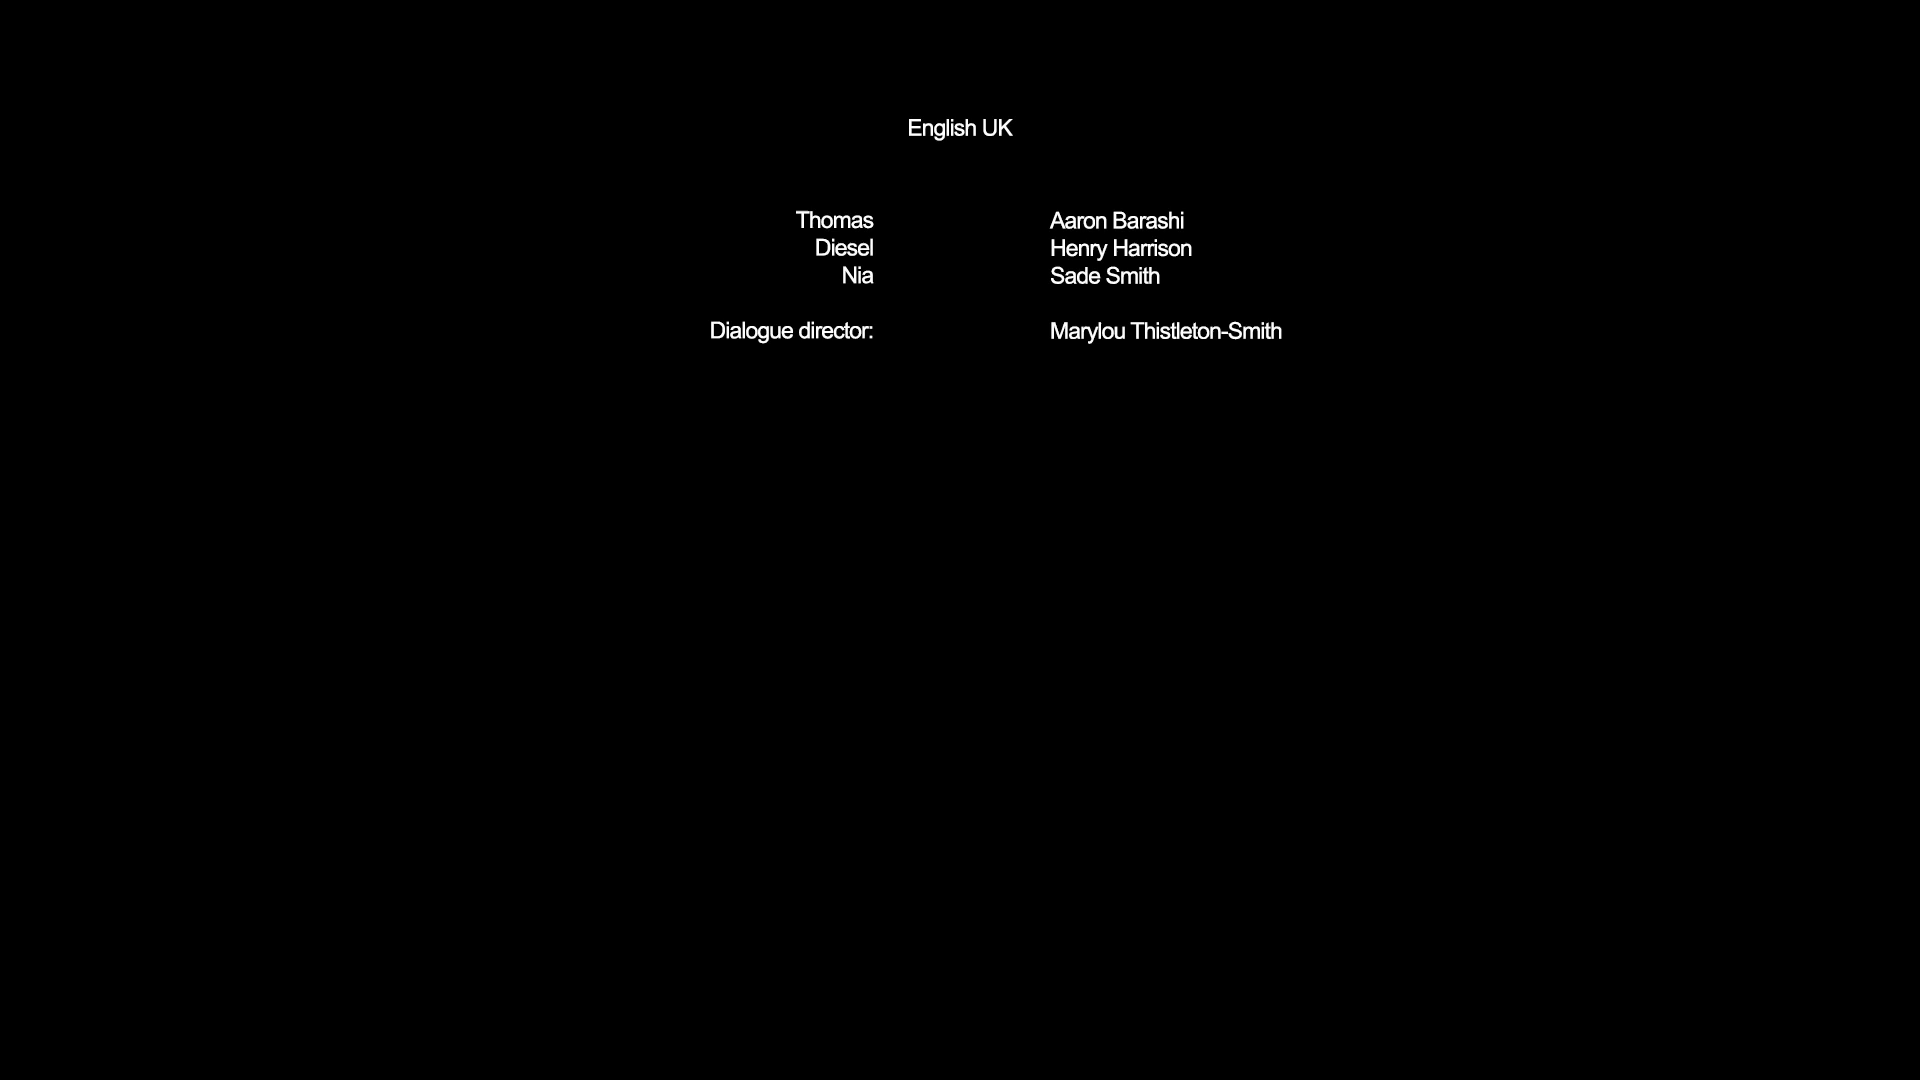 English UK
Thomas Aaron Barashi
Diesel Henry Harrison
Nia Sade Smith
Dialogue director: Marylou Thistleton-Smith